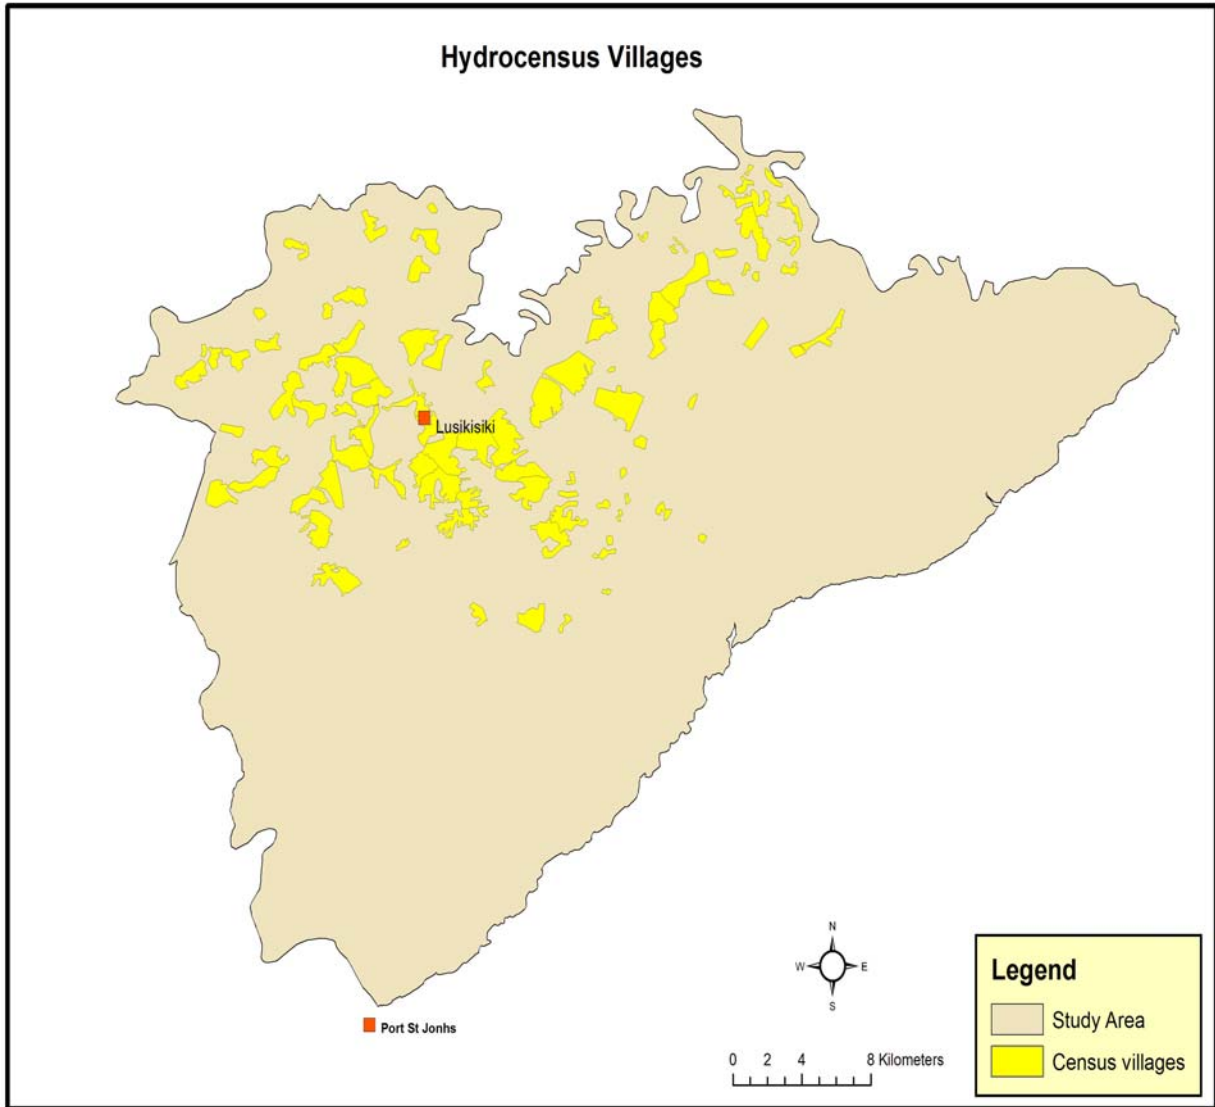 Hydrocensus Villages
Lusikisiki
Port St Jonhs
N
W E
S
0 2 4 8 Kilometers
Legend
Study Area
Census villages